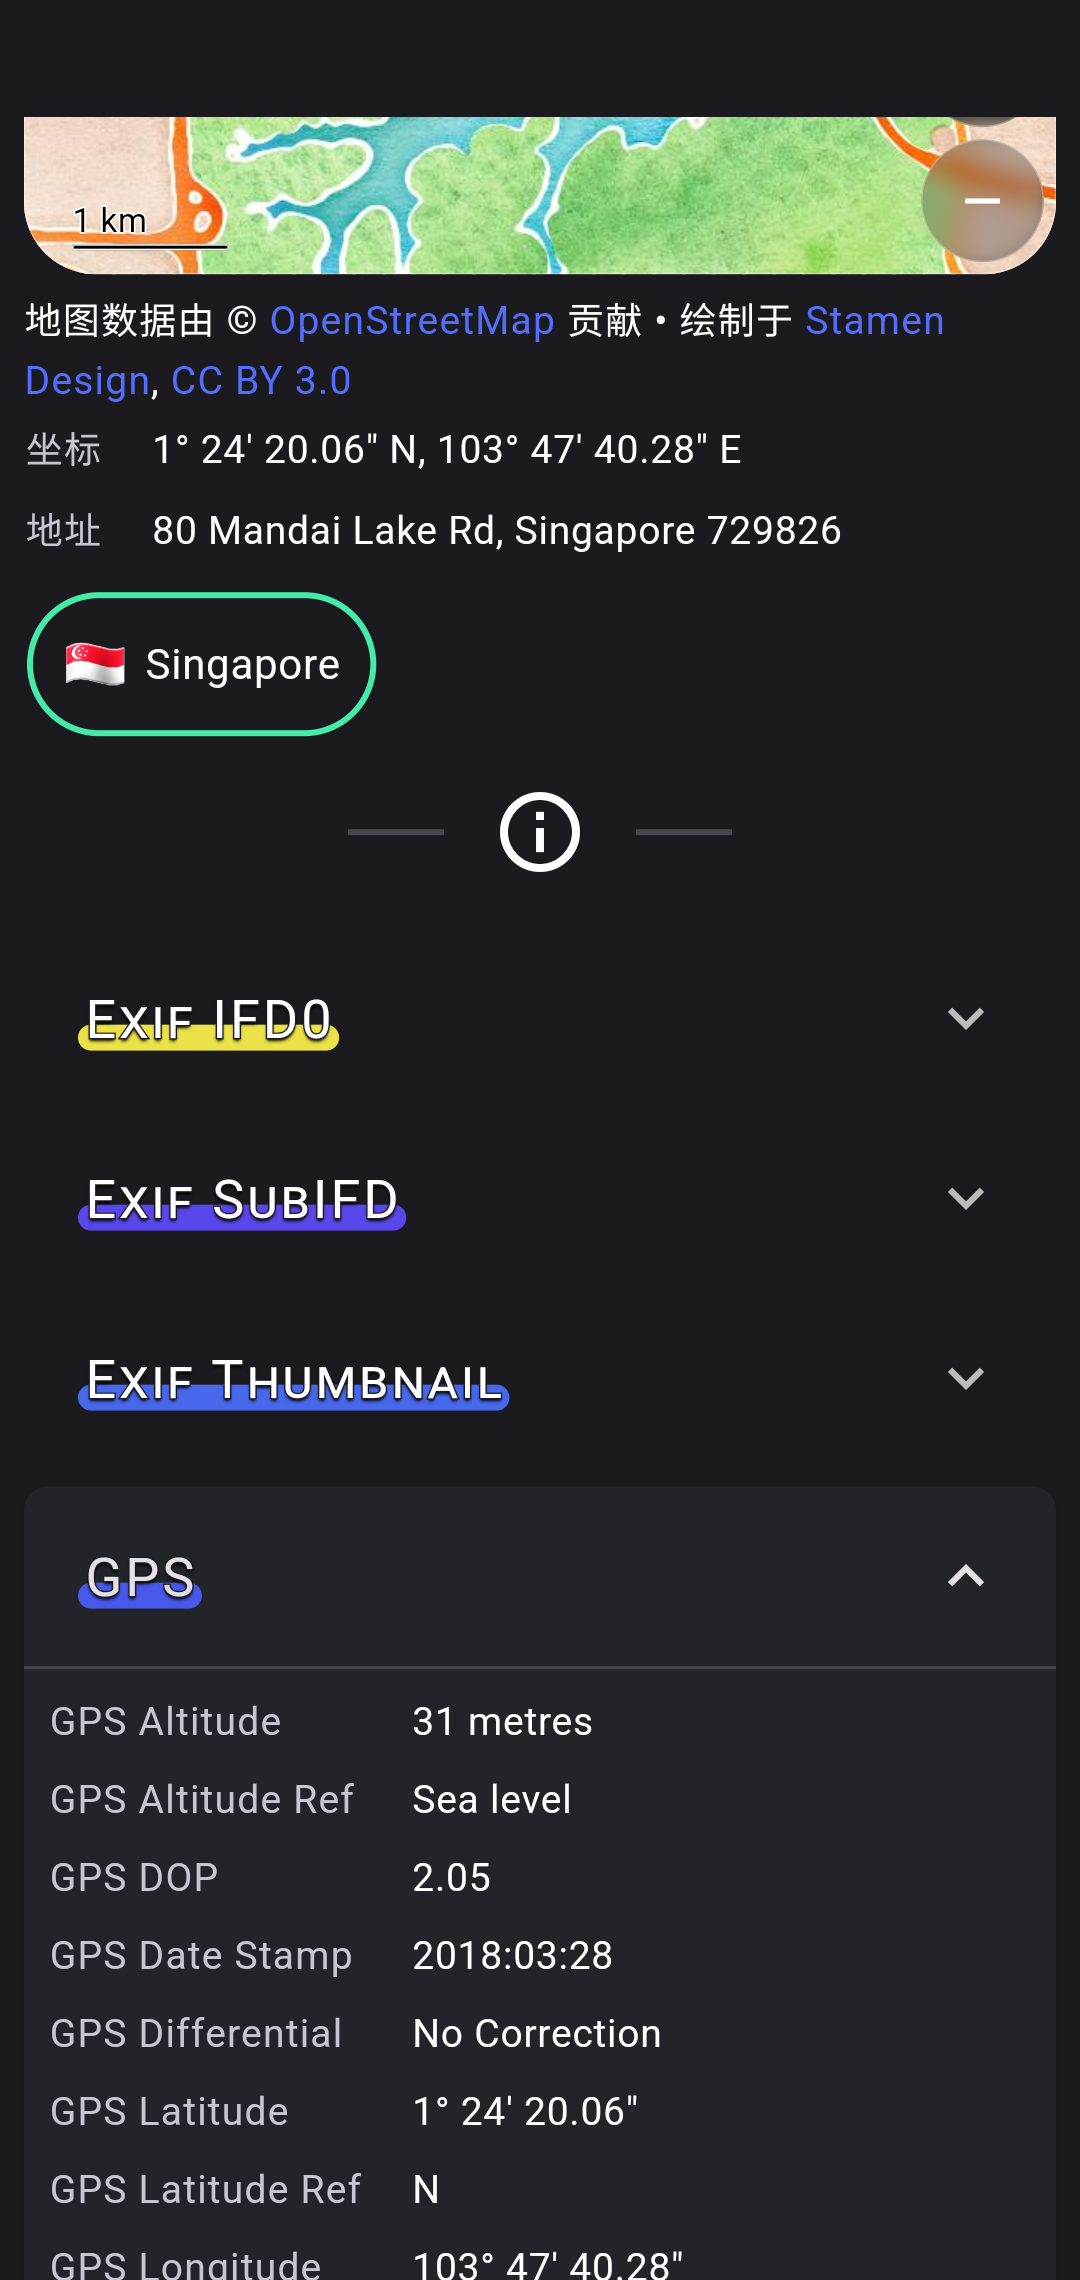 1 km
地图数据由 © OpenStreetMap 贡献 • 绘制于 Stamen
Design, CC BY 3.0
坐标 1° 24' 20.06" N, 103° 47' 40.28" E
地址 80 Mandai Lake Rd, Singapore 729826
Singapore
Exif IFD0
Exif SubIFD
Exif Thumbnail
GPS
GPS Altitude 31 metres
GPS Altitude Ref Sea level
GPS DOP 2.05
GPS Date Stamp 2018:03:28
GPS Differential No Correction
GPS Latitude 1° 24' 20.06"
GPS Latitude Ref N
GPS Longitude 103° 47' 40.28"